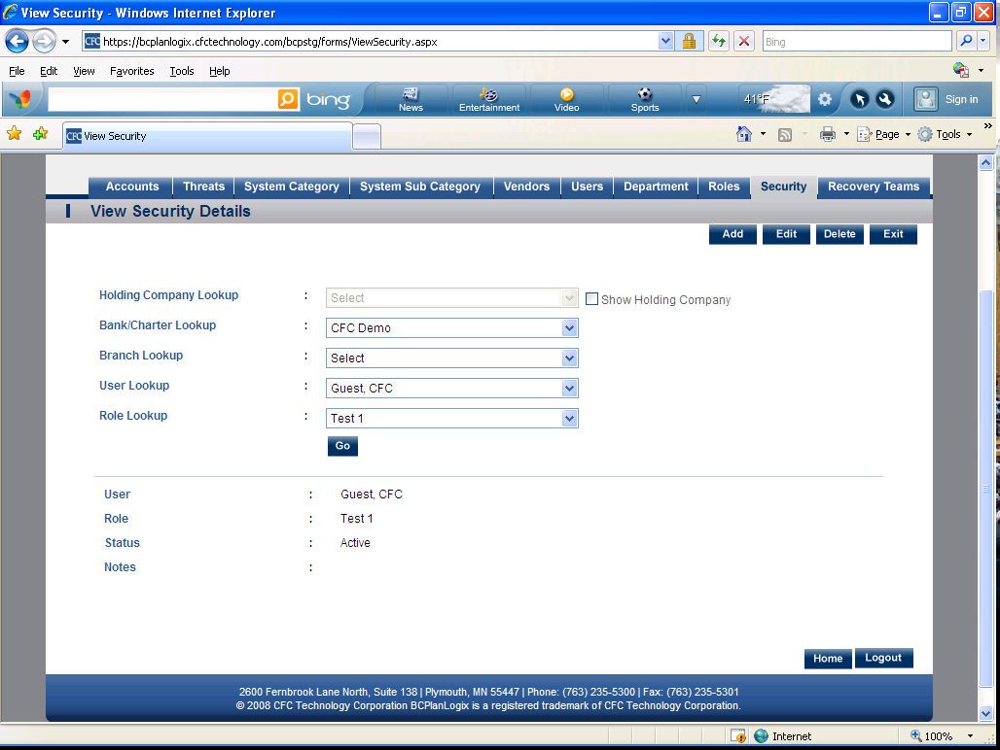 View Security - Windows Internet Explorer
CFC https://bcplanlogix.cfctechnology.com/bcpstg/forms/ViewSecurity.aspx Bing
File Edit View Favorites Tools Help
bing News Entertainment Video Sports 41°F Sign in
CFC View Security Page Tools »
Accounts Threats System Category System Sub Category Vendors Users Department Roles Security Recovery Teams
View Security Details
Add Edit Delete Exit
Holding Company Lookup : Select Show Holding Company
Bank/Charter Lookup : CFC Demo
Branch Lookup : Select
User Lookup : Guest, CFC
Role Lookup : Test 1
Go
User : Guest, CFC
Role : Test 1
Status : Active
Notes :
Home Logout
2600 Fernbrook Lane North, Suite 138 | Plymouth, MN 55447 | Phone: (763) 235-5300 | Fax: (763) 235-5301
© 2008 CFC Technology Corporation BCPlanLogix is a registered trademark of CFC Technology Corporation.
Internet 100%